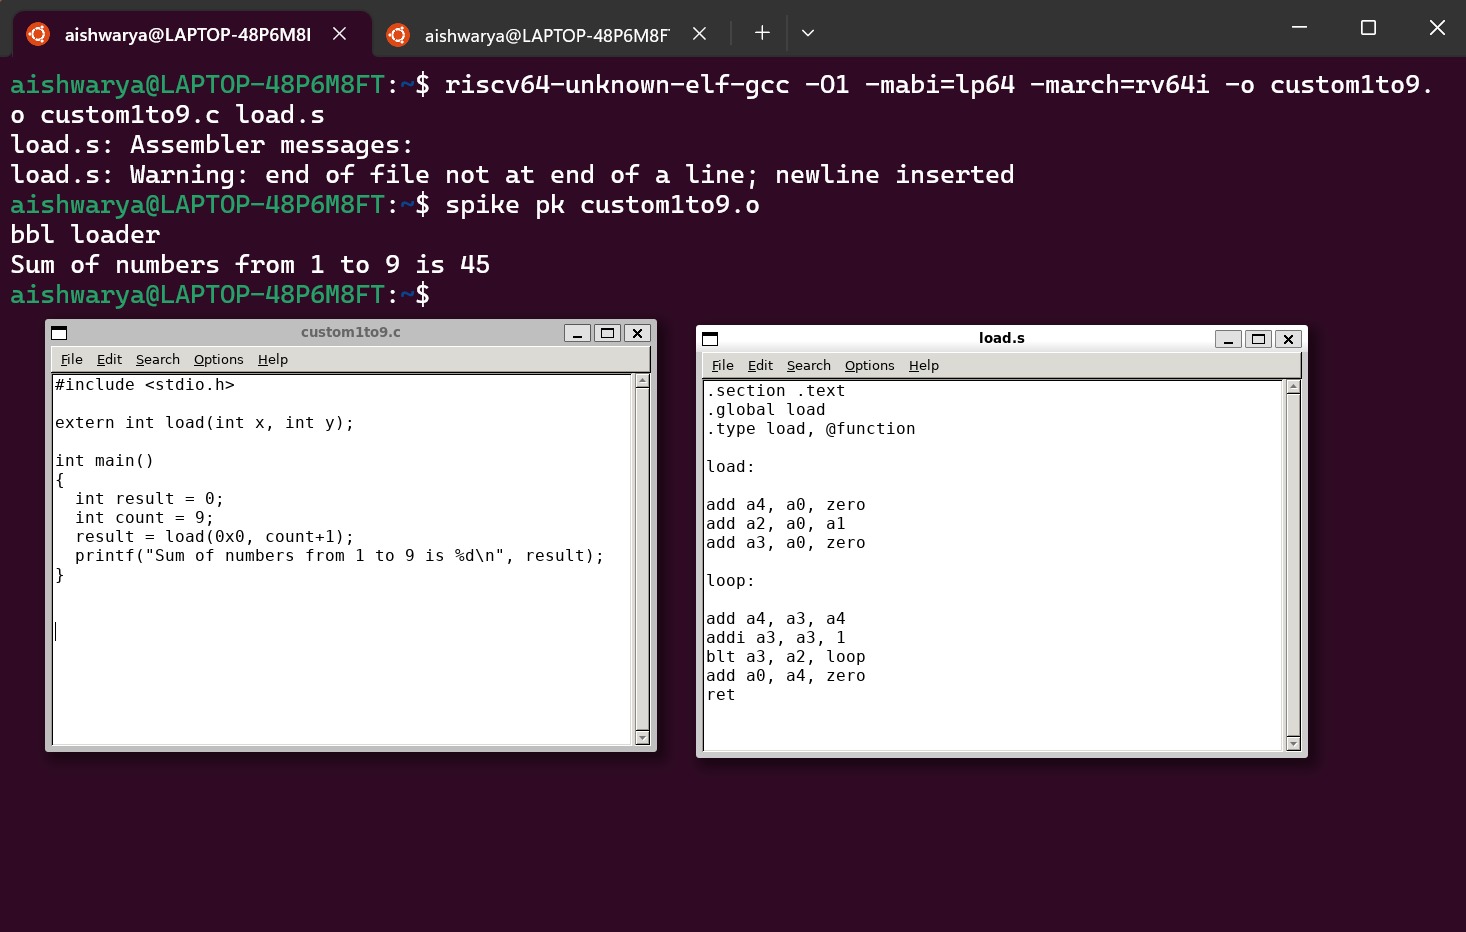 aishwarya@LAPTOP-48P6M8I
aishwarya@LAPTOP-48P6M8F
aishwarya@LAPTOP-48P6M8FT:~$ riscv64-unknown-elf-gcc -O1 -mabi=lp64 -march=rv64i -o custom1to9.
o custom1to9.c load.s
load.s: Assembler messages:
load.s: Warning: end of file not at end of a line; newline inserted
aishwarya@LAPTOP-48P6M8FT:~$ spike pk custom1to9.o
bbl loader
Sum of numbers from 1 to 9 is 45
aishwarya@LAPTOP-48P6M8FT:~$
custom1to9.c
File Edit Search Options Help
#include <stdio.h>
extern int load(int x, int y);
int main()
{
  int result = 0;
  int count = 9;
  result = load(0x0, count+1);
  printf("Sum of numbers from 1 to 9 is %d\n", result);
}
load.s
File Edit Search Options Help
.section .text
.global load
.type load, @function
load:
add a4, a0, zero
add a2, a0, a1
add a3, a0, zero
loop:
add a4, a3, a4
addi a3, a3, 1
blt a3, a2, loop
add a0, a4, zero
ret